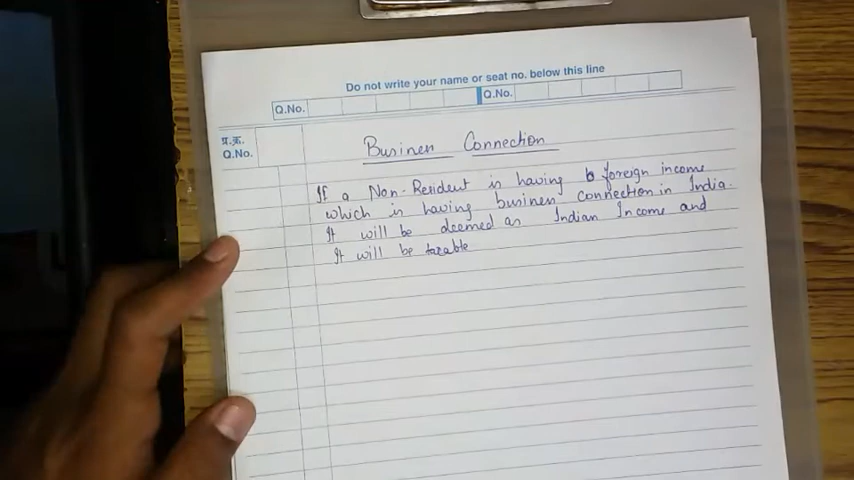 Do not write your name or seat no. below this line
Q.No. Q.No.
प्र.क्र.
Q.No.
Business Connection
If a Non-Resident is having foreign income
which is having business connection in India.
It will be deemed as Indian Income and
It will be taxable